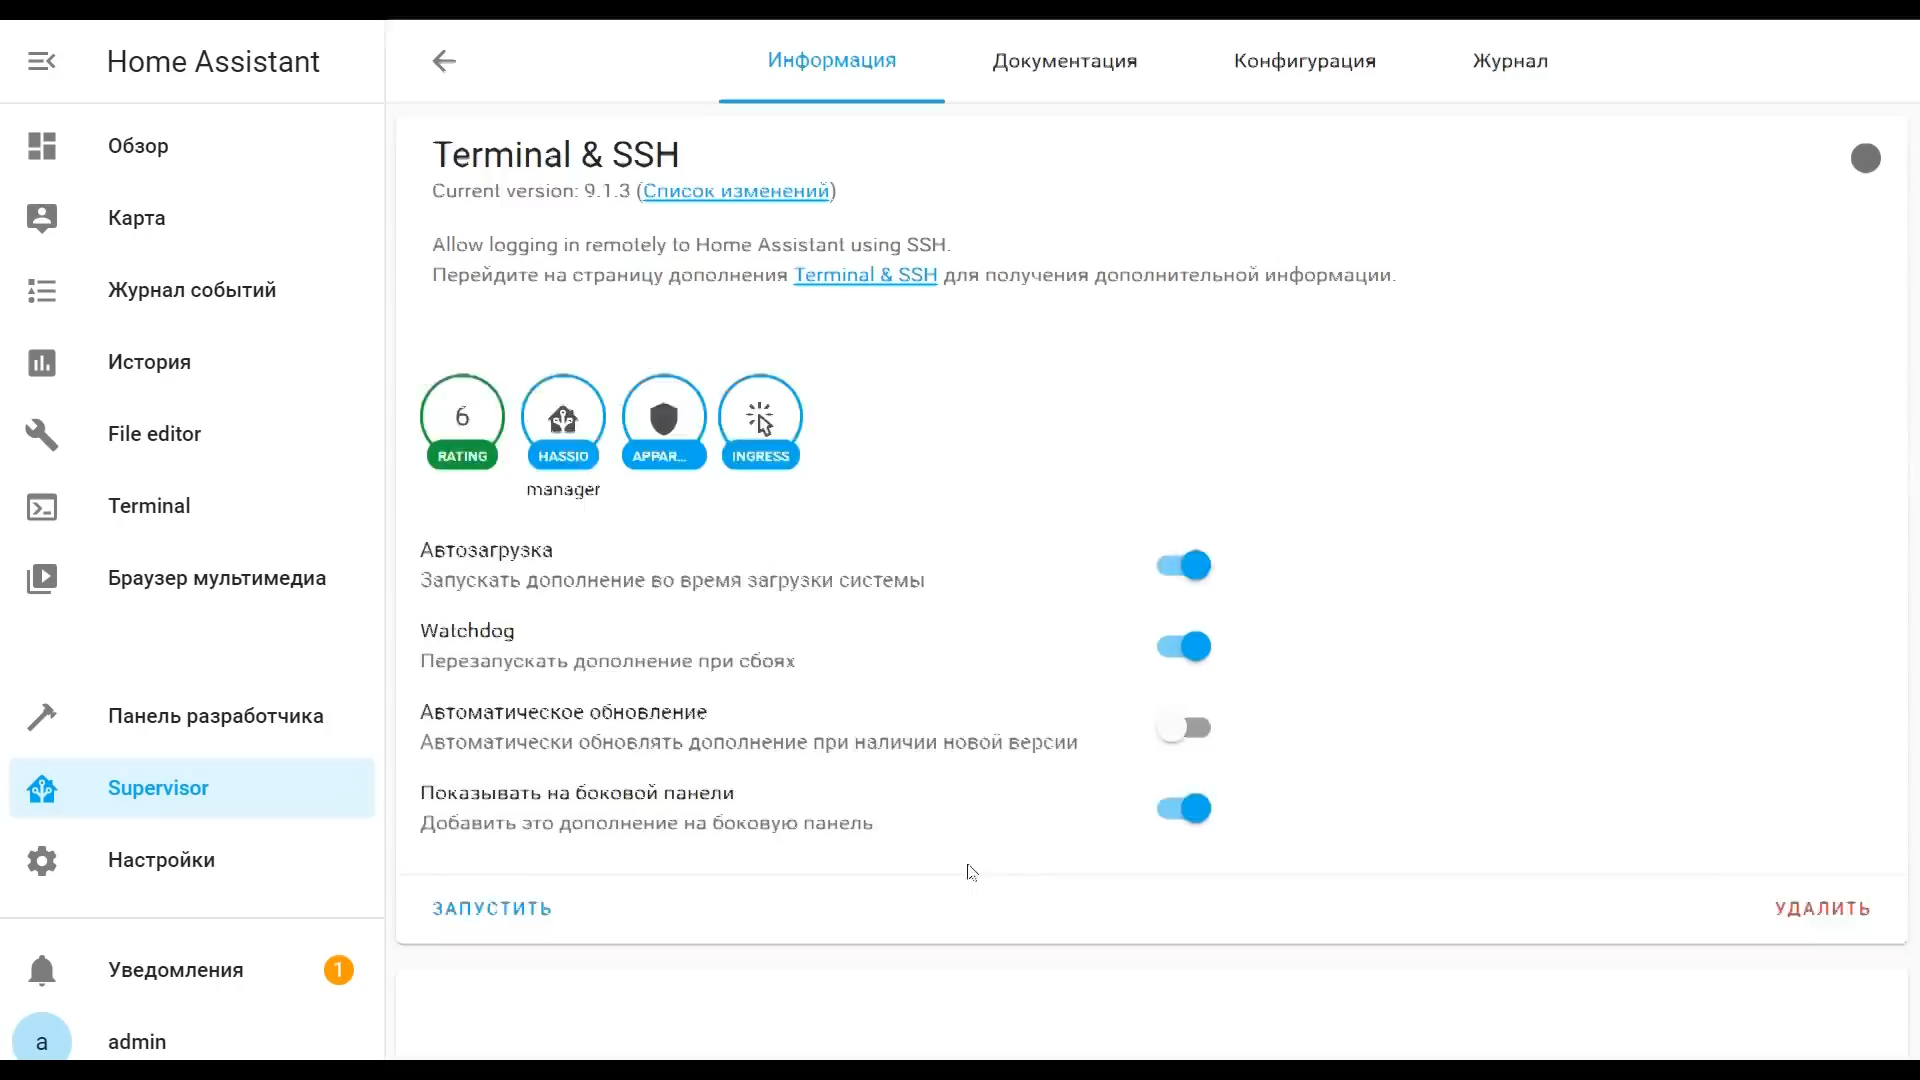 Home Assistant
Обзор
Карта
Журнал событий
История
File editor
Terminal
Браузер мультимедиа
Панель разработчика
Supervisor
Настройки
Уведомления
1
a
admin
Информация
Документация
Конфигурация
Журнал
Terminal & SSH
Current version: 9.1.3 (Список изменений)
Allow logging in remotely to Home Assistant using SSH.
Перейдите на страницу дополнения Terminal & SSH для получения дополнительной информации.
6
RATING
HASSIO
APPAR...
INGRESS
manager
Автозагрузка
Запускать дополнение во время загрузки системы
Watchdog
Перезапускать дополнение при сбоях
Автоматическое обновление
Автоматически обновлять дополнение при наличии новой версии
Показывать на боковой панели
Добавить это дополнение на боковую панель
ЗАПУСТИТЬ
УДАЛИТЬ